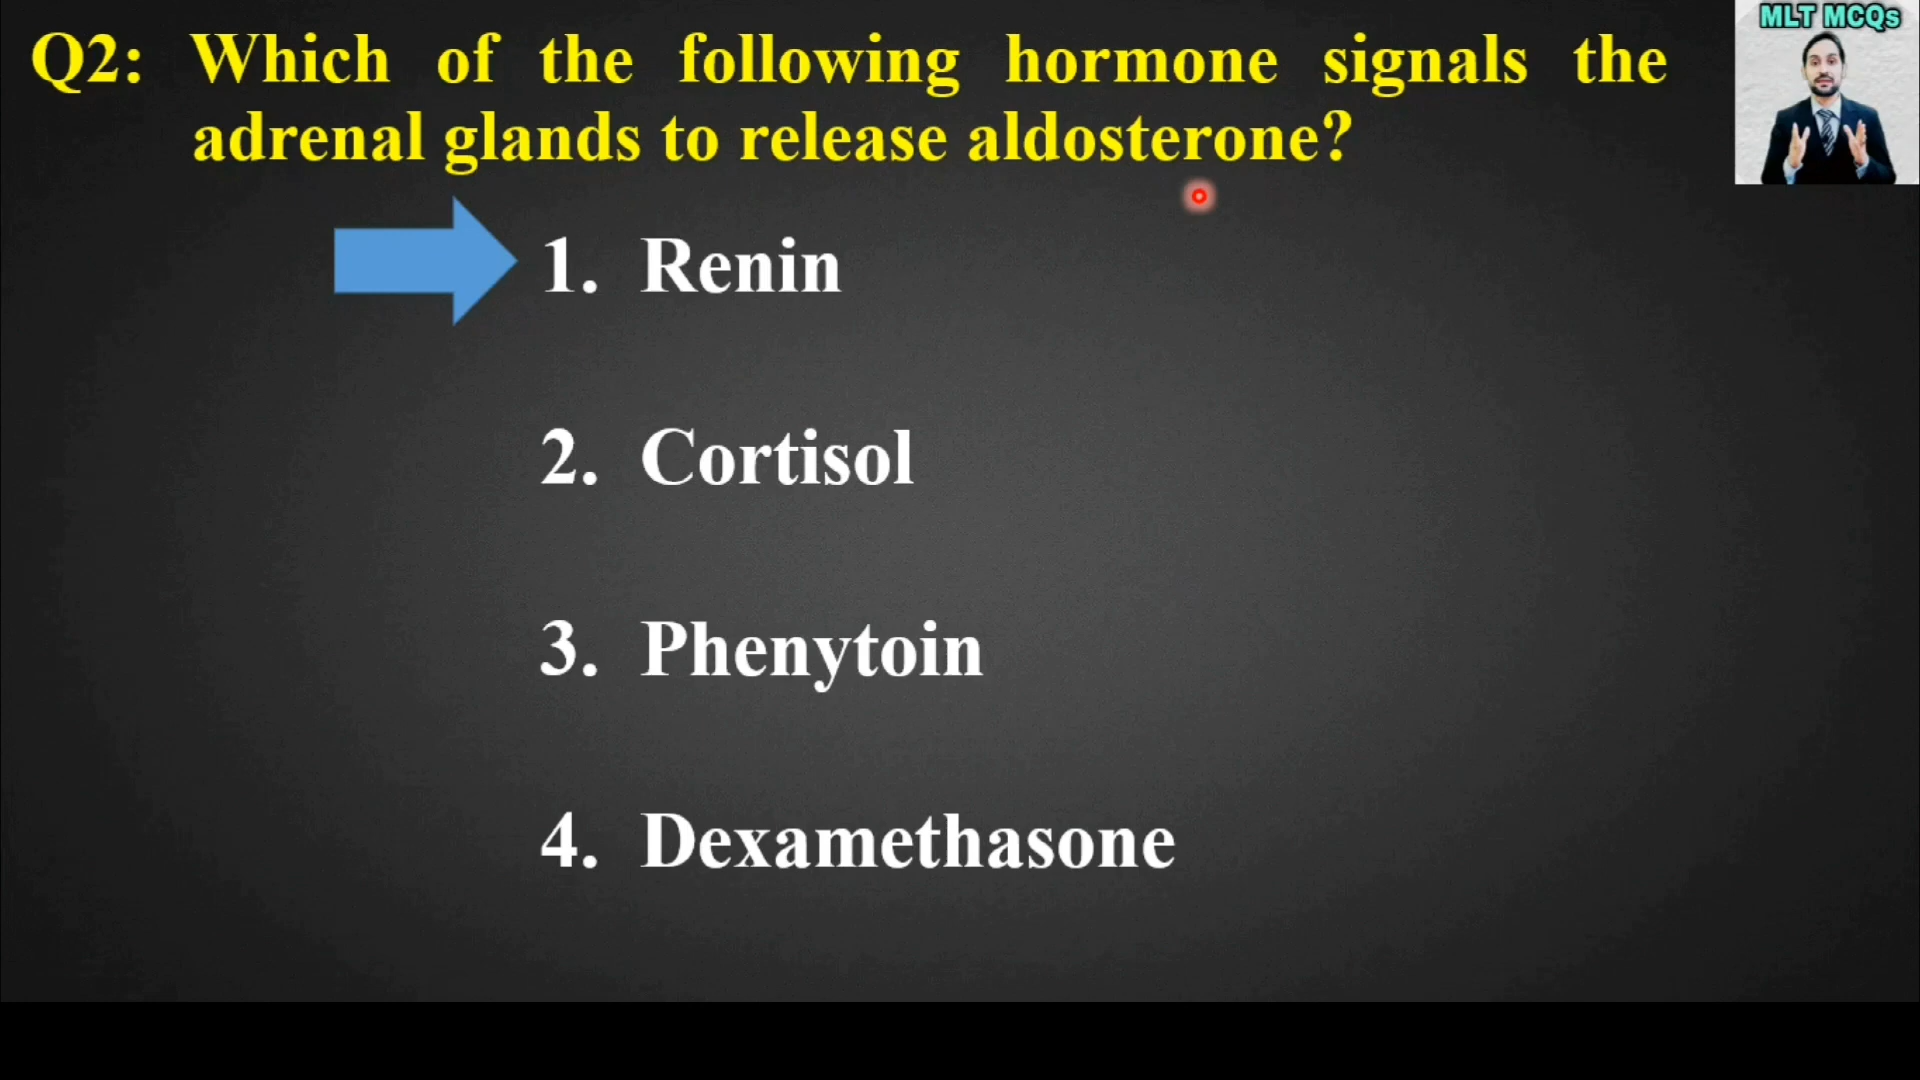 MLT MCQs
Q2: Which of the following hormone signals the
adrenal glands to release aldosterone?
1. Renin
2. Cortisol
3. Phenytoin
4. Dexamethasone